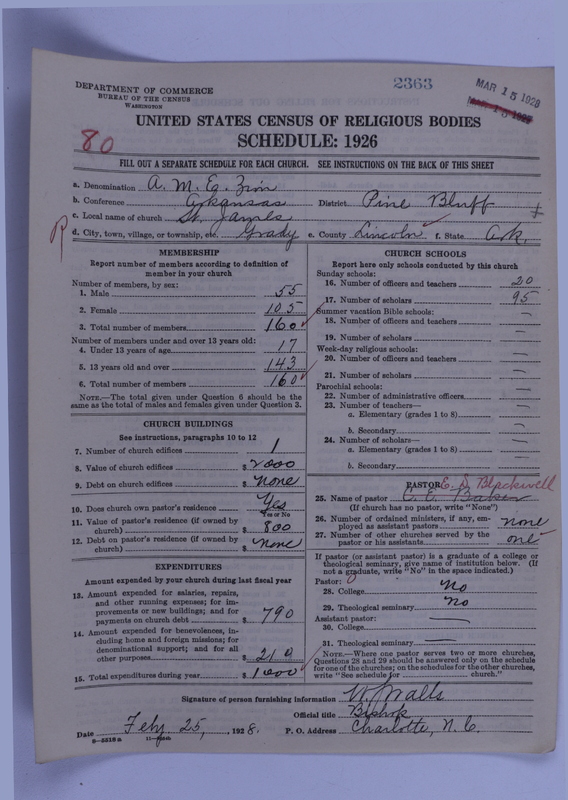 2363
MAR 15 1929
DEPARTMENT OF COMMERCE
BUREAU OF THE CENSUS
WASHINGTON
UNITED STATES CENSUS OF RELIGIOUS BODIES
SCHEDULE: 1926
80
FILL OUT A SEPARATE SCHEDULE FOR EACH CHURCH. SEE INSTRUCTIONS ON THE BACK OF THIS SHEET
a. Denomination A. M. E. Zion
b. Conference Arkansas District Pine Bluff
c. Local name of church St. James
d. City, town, village, or township, etc. Grady e. County Lincoln f. State Ark.
R
MEMBERSHIP
Report number of members according to definition of
member in your church
Number of members, by sex:
1. Male 55
2. Female 105
3. Total number of members 160
Number of members under and over 13 years old:
4. Under 13 years of age 17
5. 13 years old and over 143
6. Total number of members 160
NOTE.—The total given under Question 6 should be
same as the total of males and females given under Question 3.
CHURCH BUILDINGS
See instructions, paragraphs 10 to 12
7. Number of church edifices 1
8. Value of church edifices $ 2000
9. Debt on church edifices $ none
10. Does church own pastor's residence Yes
Yes or No
11. Value of pastor's residence (if owned by
church) $ 800
12. Debt on pastor's residence (if owned by
church) $ none
EXPENDITURES
Amount expended by your church during last fiscal year
13. Amount expended for salaries, repairs,
and other running expenses; for im-
provements or new buildings; and for
payments on church debt $ 790
14. Amount expended for benevolences, in-
cluding home and foreign missions; for
denominational support; and for all
other purposes $ 210
15. Total expenditures during year $ 1000
CHURCH SCHOOLS
Report here only schools conducted by this church
Sunday schools:
16. Number of officers and teachers 20
17. Number of scholars 95
Summer vacation Bible schools:
18. Number of officers and teachers —
19. Number of scholars —
Week-day religious schools:
20. Number of officers and teachers —
21. Number of scholars —
Parochial schools:
22. Number of administrative officers —
23. Number of teachers—
a. Elementary (grades 1 to 8) —
b. Secondary —
24. Number of scholars—
a. Elementary (grades 1 to 8) —
b. Secondary —
PASTOR E. D. Blackwell
25. Name of pastor C. E. Baker
(If church has no pastor, write "None")
26. Number of ordained ministers, if any, em-
ployed as assistant pastors none
27. Number of other churches served by the
pastor or his assistants one
If pastor (or assistant pastor) is a graduate of a college or
theological seminary, give name of institution below. (If
not a graduate, write "No" in the space indicated.)
Pastor:
28. College No
29. Theological seminary No
Assistant pastor:
30. College —
31. Theological seminary —
NOTE.—Where one pastor serves two or more churches,
Questions 28 and 29 should be answered only on the schedule
for one of the churches; on the schedules for the other churches,
write "See schedule for church."
Signature of person furnishing information W. J. Walls
Official title Bishop
Date Feby. 25, 1928. P. O. Address Charlotte, N. C.